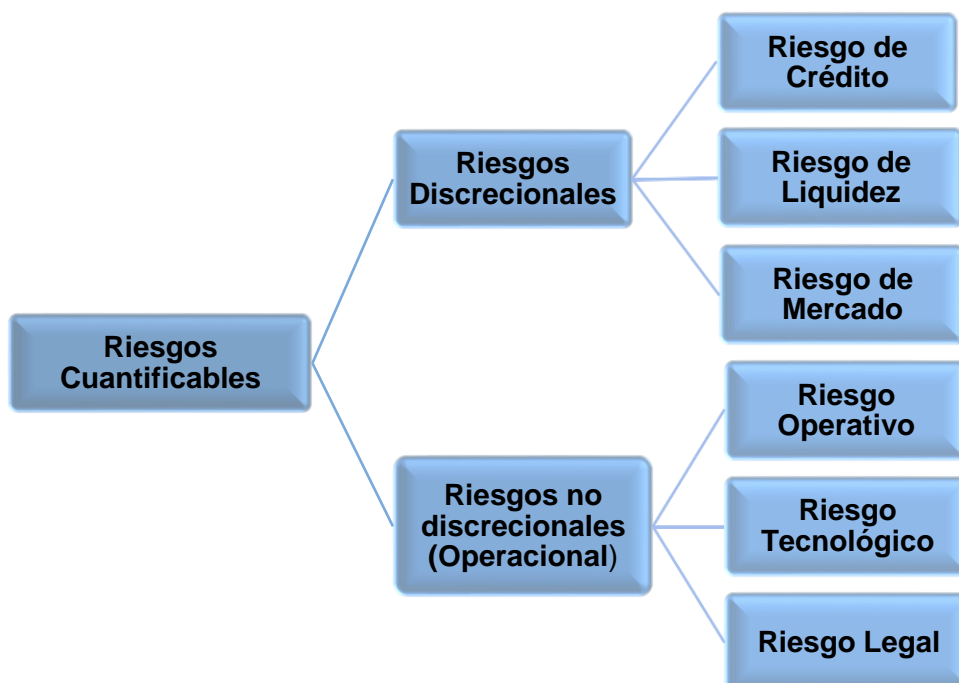 Riesgos
Cuantificables
Riesgos
Discrecionales
Riesgo de
Crédito
Riesgo de
Liquidez
Riesgo de
Mercado
Riesgos no
discrecionales
(Operacional)
Riesgo
Operativo
Riesgo
Tecnológico
Riesgo Legal